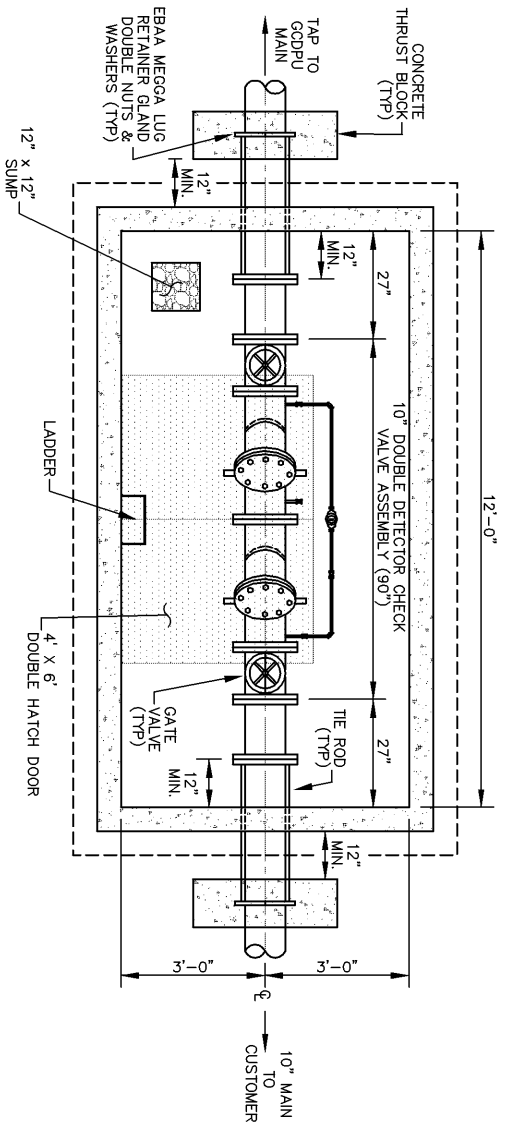 CONCRETE
THRUST BLOCK
(TYP)
TAP TO
GCDPU
MAIN
EBAA MEGGA LUG
RETAINER GLAND
DOUBLE NUTS &
WASHERS (TYP)
12"
MIN.
12" x 12"
SUMP
12'-0"
27"
12"
MIN.
10" DOUBLE DETECTOR CHECK
VALVE ASSEMBLY (90")
LADDER
4' X 6'
DOUBLE HATCH DOOR
GATE
VALVE
(TYP)
TIE ROD
(TYP)
27"
12"
MIN.
12"
MIN.
3'-0"
3'-0"
℄
10" MAIN
TO
CUSTOMER